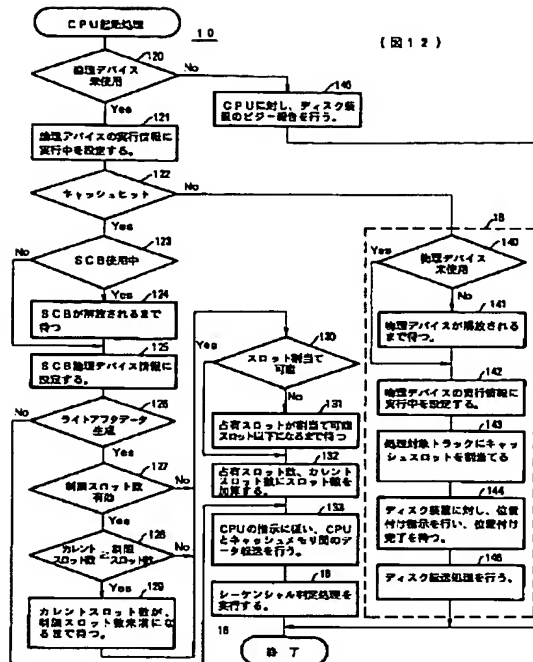 CPU起動処理
10
(図12)
120
論理デバイス
未使用
No
Yes
146
CPUに対し、ディスク装
置のビジー報告を行う。
121
論理デバイスの実行情報に
実行中を設定する。
122
キャッシュヒット
No
Yes
123
SCB使用中
No
Yes
124
SCBが解放されるまで
待つ
125
SCB論理デバイス情報に
設定する。
126
ライトアフタデータ
生成
No
Yes
127
制限スロット数
有効
No
Yes
128
カレント ≧ 制限
スロット数 スロット数
No
Yes
129
カレントスロット数が、
制限スロット数未満にな
るまで待つ。
130
スロット割当て
可能
Yes
No
131
占有スロットが割当て可能
スロット以下になるまで待つ
132
占有スロット数、カレント
スロット数にスロット数を
加算する。
133
CPUの指示に従い、CPU
とキャッシュメモリ間の
データ転送を行う。
18
シーケンシャル判定処理を
実行する。
16
終了
18
140
物理デバイス
未使用
Yes
No
141
物理デバイスが解放される
まで待つ。
142
物理デバイスの実行情報に
実行中を設定する。
143
処理対象トラックにキャッ
シュスロットを割当てる
144
ディスク装置に対し、位置
付け指示を行い、位置付け
完了を待つ。
145
ディスク転送処理を行う、